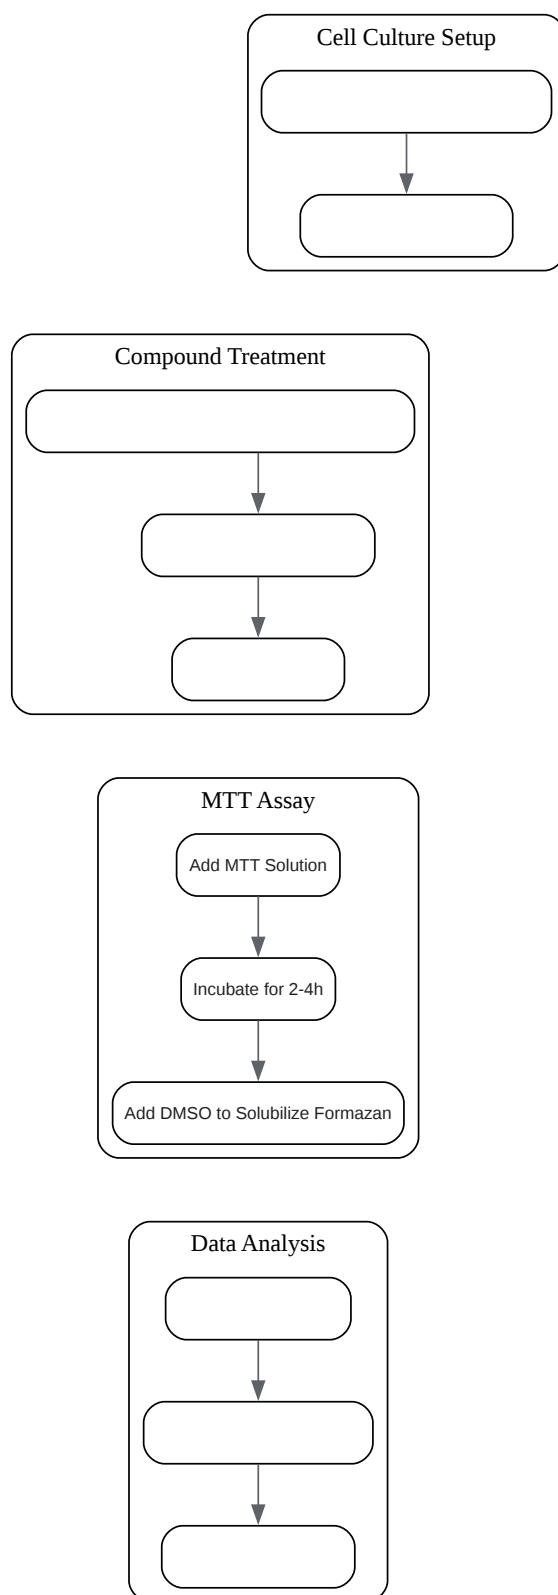 Cell Culture Setup
Compound Treatment
MTT Assay
Add MTT Solution
Incubate for 2-4h
Add DMSO to Solubilize Formazan
Data Analysis